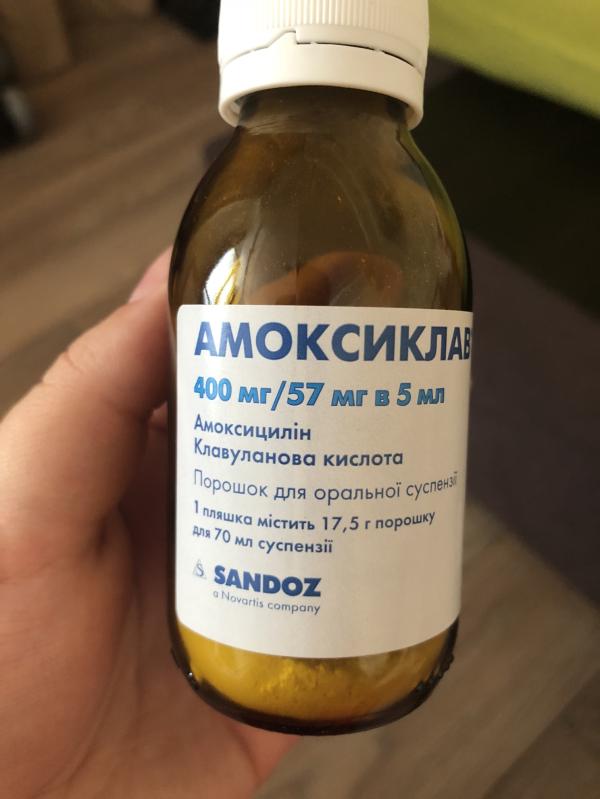 АМОКСИКЛАВ
400 мг/57 мг в 5 мл
Амоксицилін
Клавуланова кислота
Порошок для оральної суспензії
1 пляшка містить 17,5 г порошку
для 70 мл суспензії
SANDOZ
a Novartis company